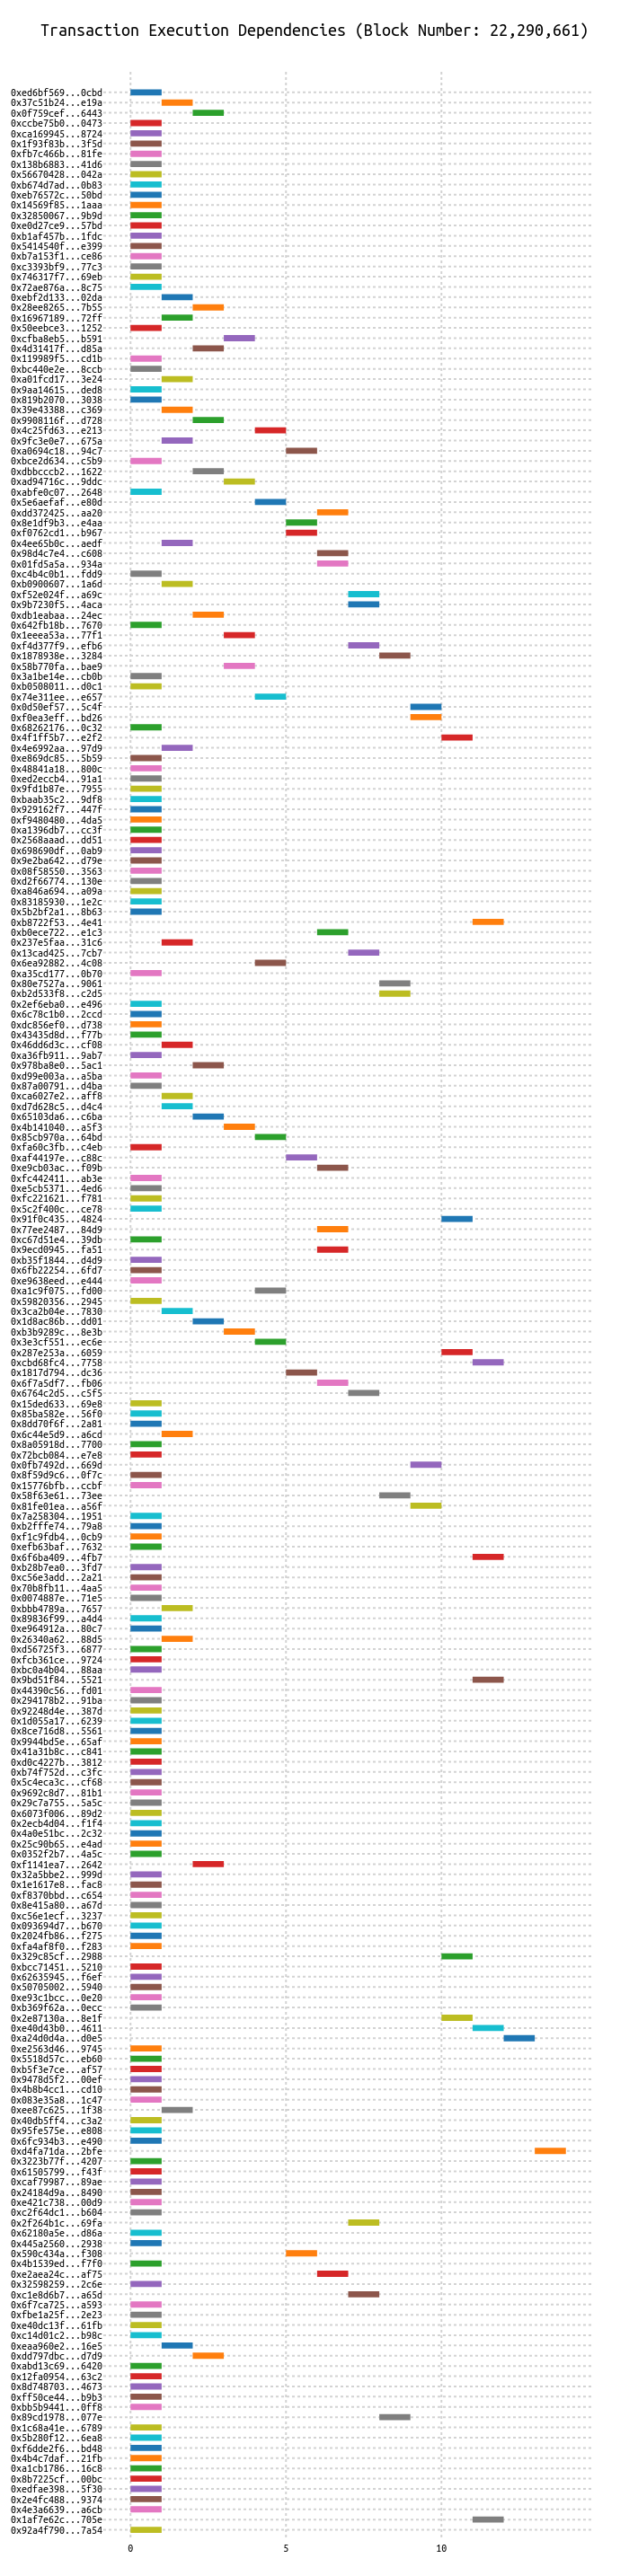 Transaction Execution Dependencies (Block Number: 22,290,661)
0xed6bf569...0cbd
0x37c51b24...e19a
0x0f759cef...6443
0xccbe75b0...0473
0xca169945...8724
0x1f93f83b...3f5d
0xfb7c466b...81fe
0x138b6883...41d6
0x56670428...042a
0xb674d7ad...0b83
0xeb76572c...50bd
0x14569f85...1aaa
0x32850067...9b9d
0xe0d27ce9...57bd
0xb1af457b...1fdc
0x5414540f...e399
0xb7a153f1...ce86
0xc3393bf9...77c3
0x746317f7...69eb
0x72ae876a...8c75
0xebf2d133...02da
0x28ee8265...7b55
0x16967189...72ff
0x50eebce3...1252
0xcfba8eb5...b591
0x4d31417f...d85a
0x119989f5...cd1b
0xbc440e2e...8ccb
0xa01fcd17...3e24
0x9aa14615...ded8
0x819b2070...3038
0x39e43388...c369
0x9908116f...d728
0x4c25fd63...e213
0x9fc3e0e7...675a
0xa0694c18...94c7
0xbce2d634...c5b9
0xdbbcccb2...1622
0xad94716c...9ddc
0xabfe0c07...2648
0x5e6aefaf...e80d
0xdd372425...aa20
0x8e1df9b3...e4aa
0xf0762cd1...b967
0x4ee65b0c...aedf
0x98d4c7e4...c608
0x01fd5a5a...934a
0xc4b4c0b1...fdd9
0xb0900607...1a6d
0xf52e024f...a69c
0x9b7230f5...4aca
0xdb1eabaa...24ec
0x642fb18b...7670
0x1eeea53a...77f1
0xf4d377f9...efb6
0x1878938e...3284
0x58b770fa...bae9
0x3a1be14e...cb0b
0xb0508011...d0c1
0x74e311ee...e657
0x0d50ef57...5c4f
0xf0ea3eff...bd26
0x68262176...0c32
0x4f1ff5b7...e2f2
0x4e6992aa...97d9
0xe869dc85...5b59
0x48841a18...800c
0xed2eccb4...91a1
0x9fd1b87e...7955
0xbaab35c2...9df8
0x929162f7...447f
0xf9480480...4da5
0xa1396db7...cc3f
0x2568aaad...dd51
0x698690df...0ab9
0x9e2ba642...d79e
0x08f58550...3563
0xd2f66774...130e
0xa846a694...a09a
0x83185930...1e2c
0x5b2bf2a1...8b63
0xb8722f53...4e41
0xb0ece722...e1c3
0x237e5faa...31c6
0x13cad425...7cb7
0x6ea92882...4c08
0xa35cd177...0b70
0x80e7527a...9061
0xb2d533f8...c2d5
0x2ef6eba0...e496
0x6c78c1b0...2ccd
0xdc856ef0...d738
0x43435d8d...f77b
0x46dd6d3c...cf08
0xa36fb911...9ab7
0x978ba8e0...5ac1
0xd99e003a...a5ba
0x87a00791...d4ba
0xca6027e2...aff8
0xd7d628c5...d4c4
0x65103da6...c6ba
0x4b141040...a5f3
0x85cb970a...64bd
0xfa60c3fb...c4eb
0xaf44197e...c88c
0xe9cb03ac...f09b
0xfc442411...ab3e
0xe5cb5371...4ed6
0xfc221621...f781
0x5c2f400c...ce78
0x91f0c435...4824
0x77ee2487...84d9
0xc67d51e4...39db
0x9ecd0945...fa51
0xb35f1844...d4d9
0x6fb22254...6fd7
0xe9638eed...e444
0xa1c9f075...fd00
0x59820356...2945
0x3ca2b04e...7830
0x1d8ac86b...dd01
0xb3b9289c...8e3b
0x3e3cf551...ec6e
0x287e253a...6059
0xcbd68fc4...7758
0x1817d794...dc36
0x6f7a5df7...fb06
0x6764c2d5...c5f5
0x15ded633...69e8
0x85ba582e...56f0
0x8dd70f6f...2a81
0x6c44e5d9...a6cd
0x8a05918d...7700
0x72bcb084...e7e8
0x0fb7492d...669d
0x8f59d9c6...0f7c
0x15776bfb...ccbf
0x58f63e61...73ee
0x81fe01ea...a56f
0x7a258304...1951
0xb2fffe74...79a8
0xf1c9fdb4...0cb9
0xefb63baf...7632
0x6f6ba409...4fb7
0xb28b7ea0...3fd7
0xc56e3add...2a21
0x70b8fb11...4aa5
0x0074887e...71e5
0xbbb4789a...7657
0x89836f99...a4d4
0xe964912a...80c7
0x26340a62...88d5
0xd56725f3...6877
0xfcb361ce...9724
0xbc0a4b04...88aa
0x9bd51f84...5521
0x44390c56...fd01
0x294178b2...91ba
0x92248d4e...387d
0x1d055a17...6239
0x8ce716d8...5561
0x9944bd5e...65af
0x41a31b8c...c841
0xd0c4227b...3812
0xb74f752d...c3fc
0x5c4eca3c...cf68
0x9692c8d7...81b1
0x29c7a755...5a5c
0x6073f006...89d2
0x2ecb4d04...f1f4
0x4a0e51bc...2c32
0x25c90b65...e4ad
0x0352f2b7...4a5c
0xf1141ea7...2642
0x32a5bbe2...999d
0x1e1617e8...fac8
0xf8370bbd...c654
0x8e415a80...a67d
0xc56e1ecf...3237
0x093694d7...b670
0x2024fb86...f275
0xfa4af8f0...f283
0x329c85cf...2988
0xbcc71451...5210
0x62635945...f6ef
0x50705002...5940
0xe93c1bcc...0e20
0xb369f62a...0ecc
0x2e87130a...8e1f
0xe40d43b0...4611
0xa24d0d4a...d0e5
0xe2563d46...9745
0x5518d57c...eb60
0xb5f3e7ce...af57
0x9478d5f2...00ef
0x4b8b4cc1...cd10
0x083e35a8...1c47
0xee87c625...1f38
0x40db5ff4...c3a2
0x95fe575e...e808
0x6fc934b3...e490
0xd4fa71da...2bfe
0x3223b77f...4207
0x61505799...f43f
0xcaf79987...89ae
0x24184d9a...8490
0xe421c738...00d9
0xc2f64dc1...b604
0x2f264b1c...69fa
0x62180a5e...d86a
0x445a2560...2938
0x590c434a...f308
0x4b1539ed...f7f0
0xe2aea24c...af75
0x32598259...2c6e
0xc1e8d6b7...a65d
0x6f7ca725...a593
0xfbe1a25f...2e23
0xe40dc13f...61fb
0xc14d01c2...b98c
0xeaa960e2...16e5
0xdd797dbc...d7d9
0xabd13c69...6420
0x12fa0954...63c2
0x8d748703...4673
0xff50ce44...b9b3
0xbb5b9441...0ff8
0x89cd1978...077e
0x1c68a41e...6789
0x5b280f12...6ea8
0xf6dde2f6...bd48
0x4b4c7daf...21fb
0xa1cb1786...16c8
0x8b7225cf...00bc
0xedfae398...5f30
0x2e4fc488...9374
0x4e3a6639...a6cb
0x1af7e62c...705e
0x92a4f790...7a54
0 5 10